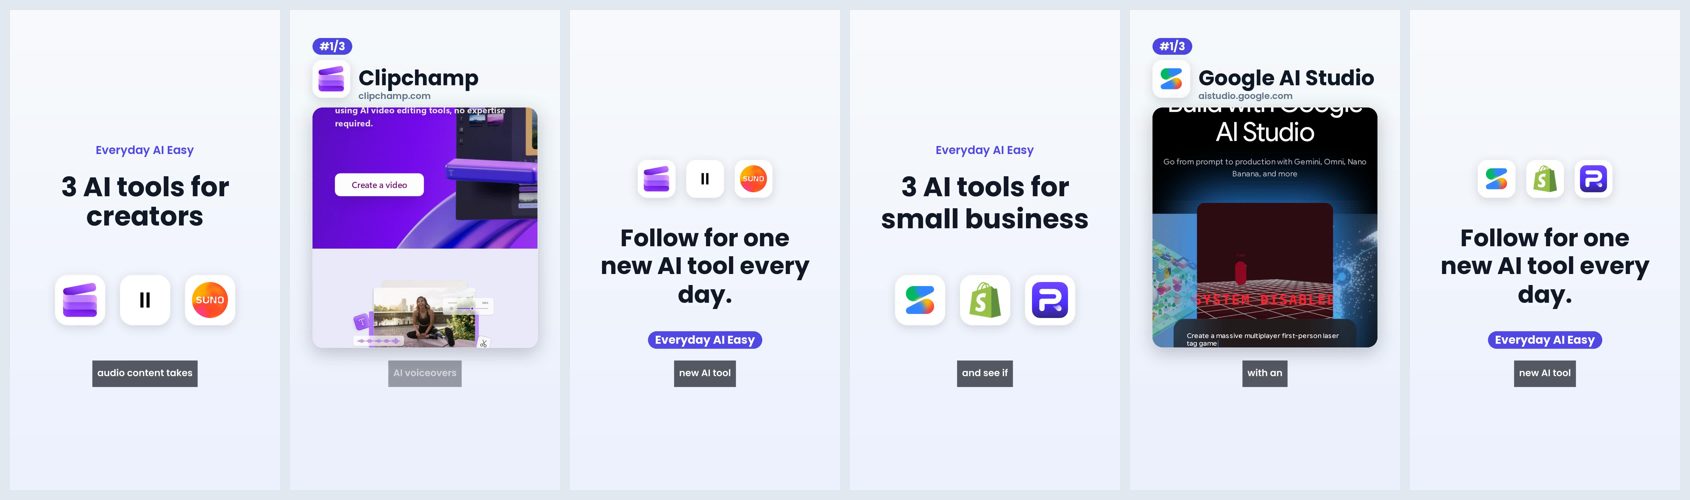 Everyday AI Easy
3 AI tools for
creators
SUNO
audio content takes
#1/3
Clipchamp
clipchamp.com
using AI video editing tools, no expertise
required.
Create a video
AI voiceovers
SUNO
Follow for one
new AI tool every
day.
Everyday AI Easy
new AI tool
Everyday AI Easy
3 AI tools for
small business
and see if
#1/3
Google AI Studio
aistudio.google.com
Build with Google
AI Studio
Go from prompt to production with Gemini, Omni, Nano
Banana, and more
SYSTEM DISABLED
Create a massive multiplayer first-person laser
tag game
with an
Follow for one
new AI tool every
day.
Everyday AI Easy
new AI tool